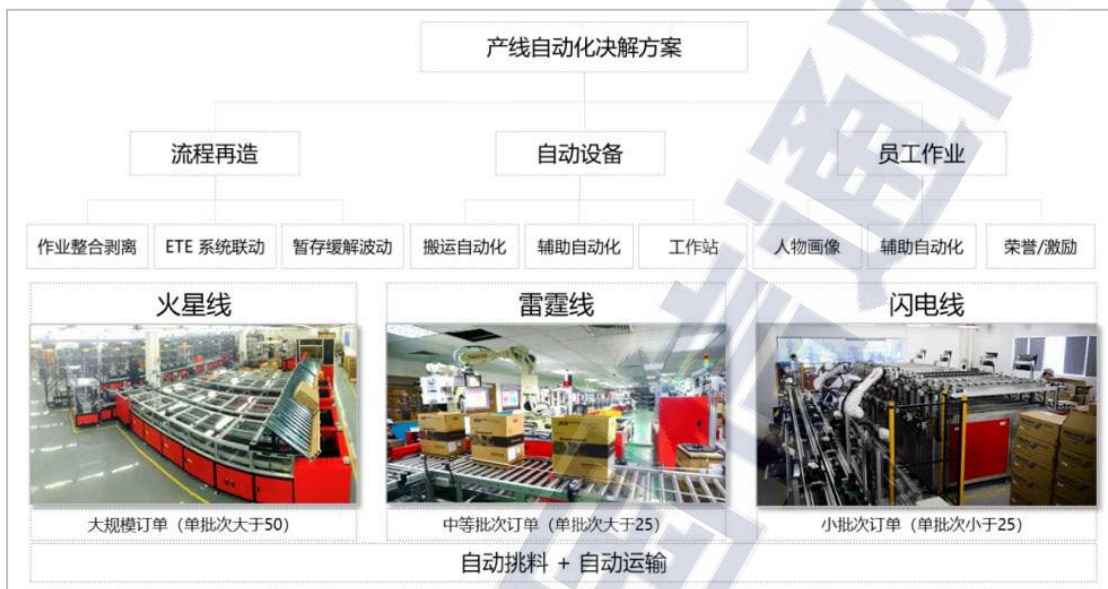 产线自动化决解方案
流程再造
自动设备
员工作业
作业整合剥离
ETE 系统联动
暂存缓解波动
搬运自动化
辅助自动化
工作站
人物画像
辅助自动化
荣誉/激励
火星线
雷霆线
闪电线
大规模订单（单批次大于50）
中等批次订单（单批次大于25）
小批次订单（单批次小于25）
自动挑料 + 自动运输